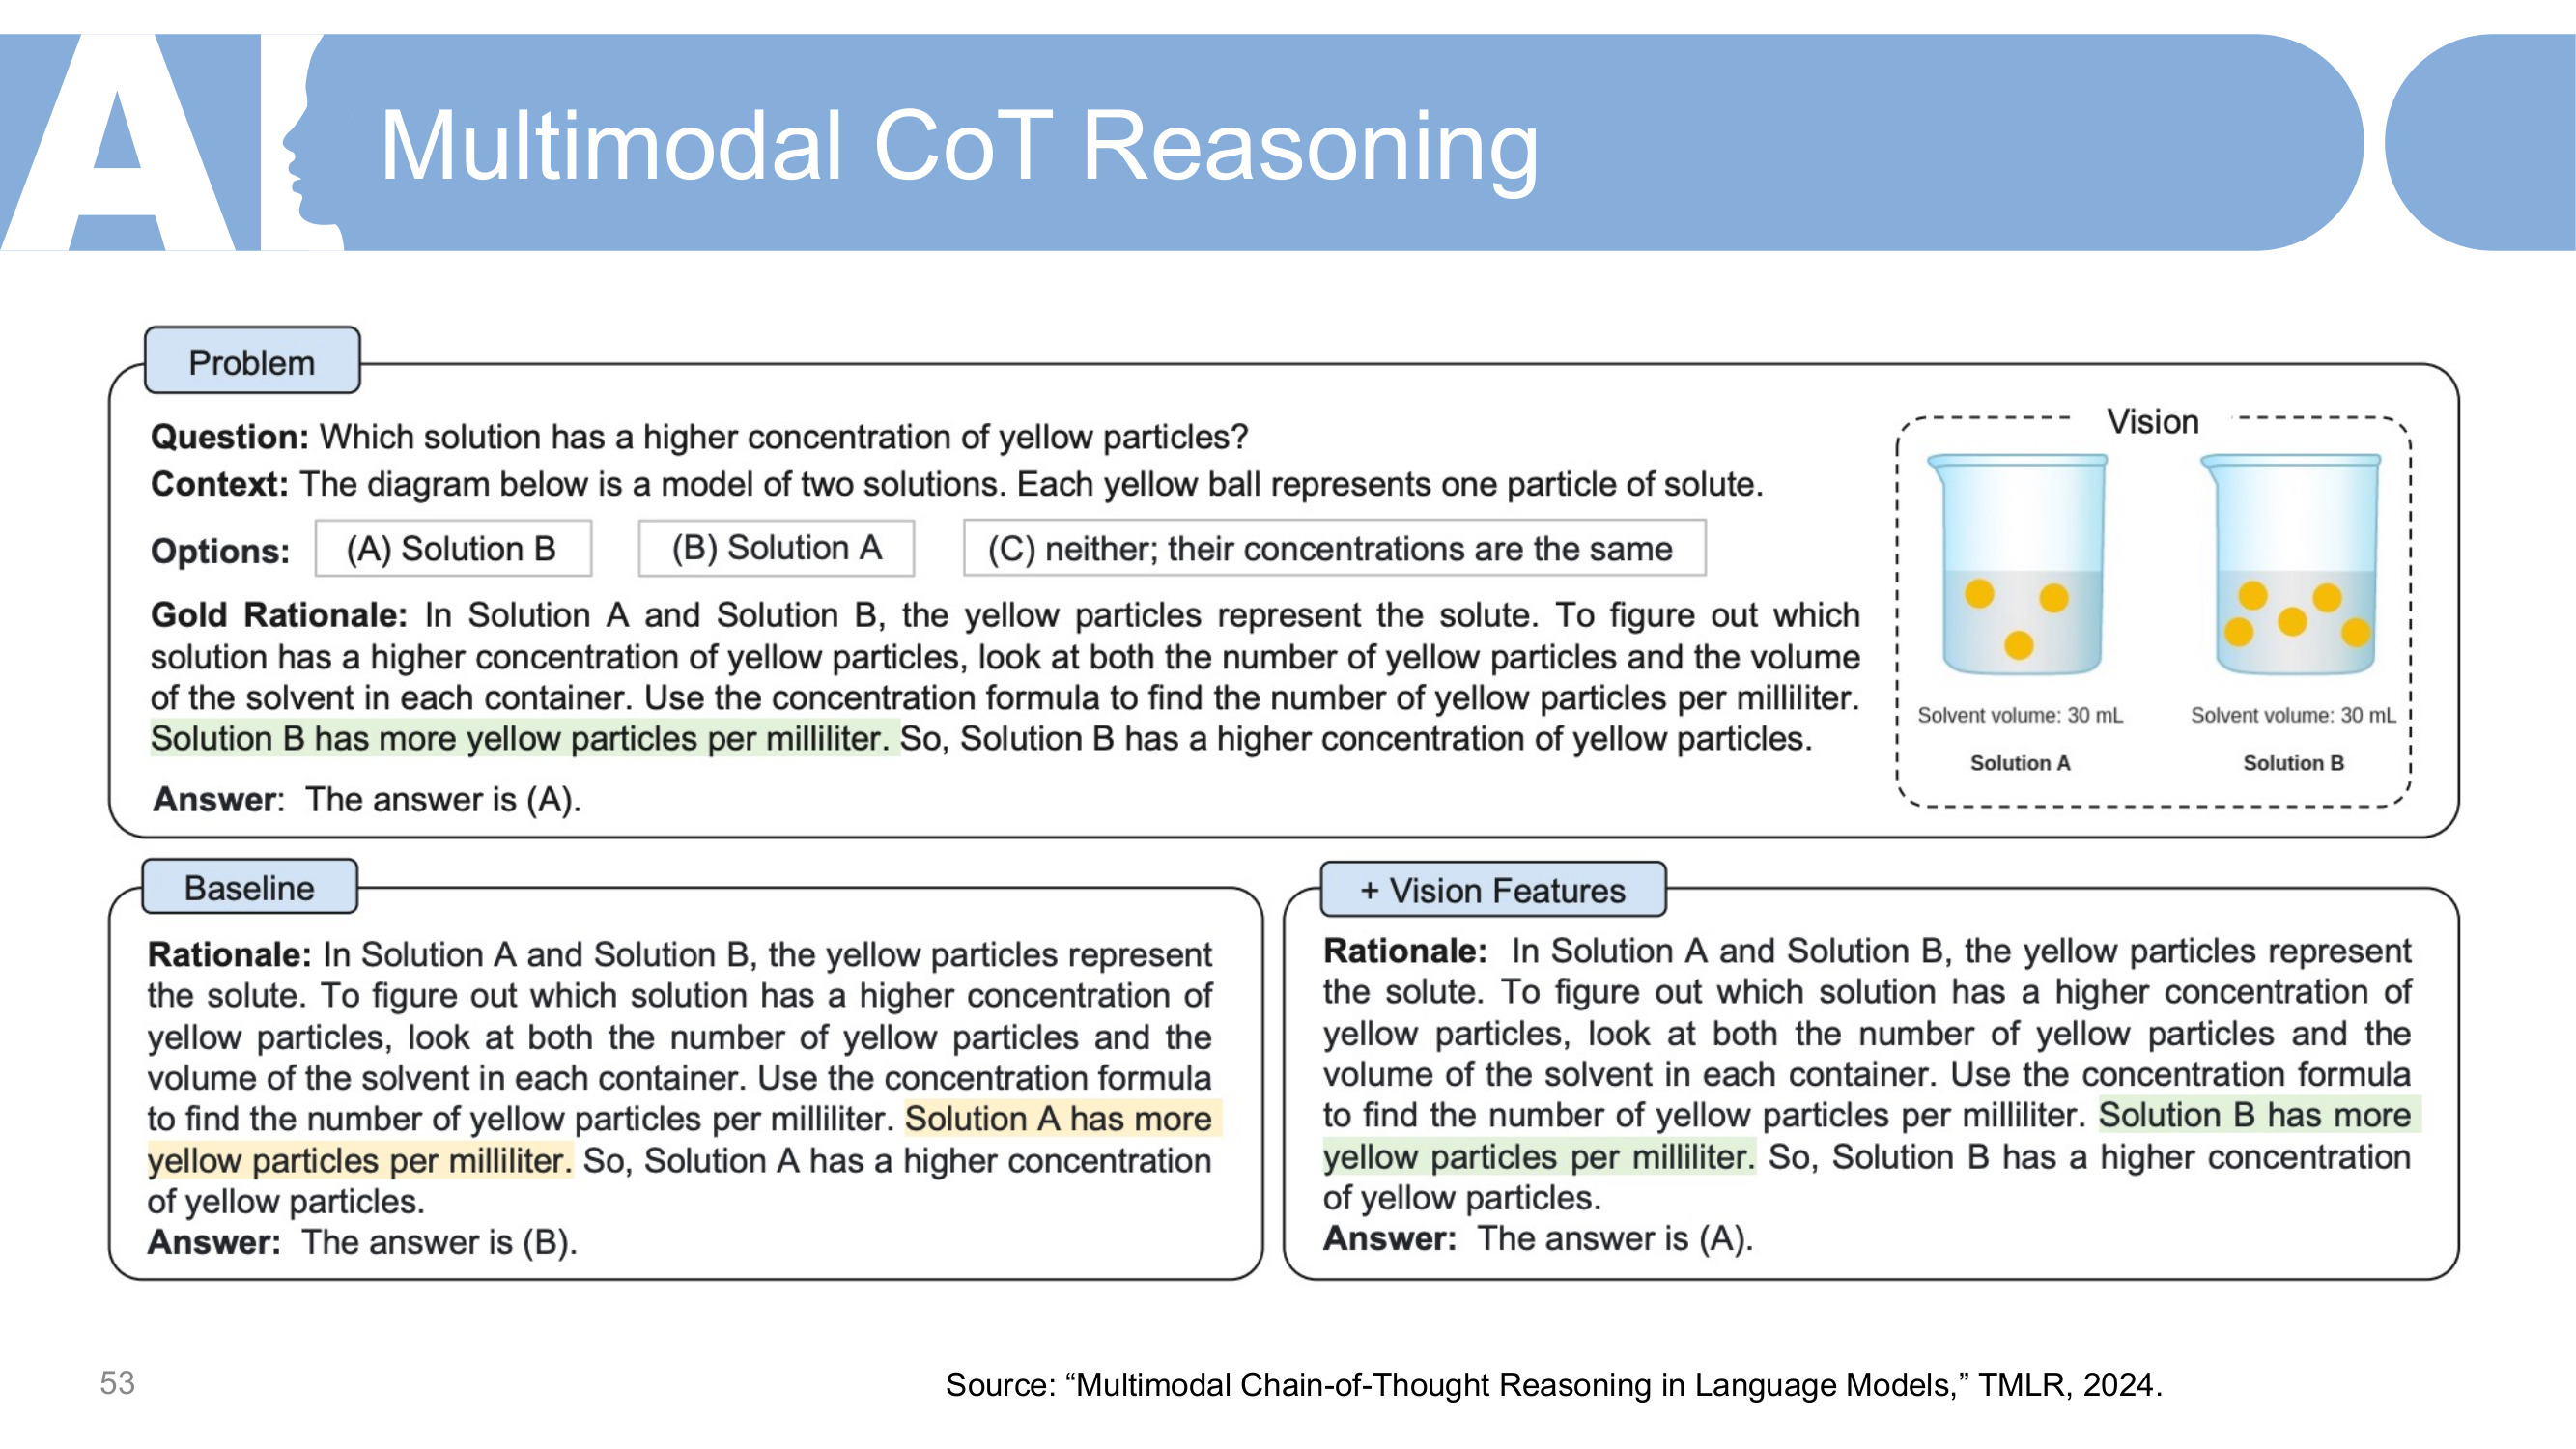 AI
Multimodal CoT Reasoning
Problem
Question: Which solution has a higher concentration of yellow particles?
Context: The diagram below is a model of two solutions. Each yellow ball represents one particle of solute.
Options: (A) Solution B (B) Solution A (C) neither; their concentrations are the same
Gold Rationale: In Solution A and Solution B, the yellow particles represent the solute. To figure out which
solution has a higher concentration of yellow particles, look at both the number of yellow particles and the volume
of the solvent in each container. Use the concentration formula to find the number of yellow particles per milliliter.
Solution B has more yellow particles per milliliter. So, Solution B has a higher concentration of yellow particles.
Answer: The answer is (A).
Vision
Solvent volume: 30 mL
Solvent volume: 30 mL
Solution A
Solution B
Baseline
Rationale: In Solution A and Solution B, the yellow particles represent
the solute. To figure out which solution has a higher concentration of
yellow particles, look at both the number of yellow particles and the
volume of the solvent in each container. Use the concentration formula
to find the number of yellow particles per milliliter. Solution A has more
yellow particles per milliliter. So, Solution A has a higher concentration
of yellow particles.
Answer: The answer is (B).
+ Vision Features
Rationale: In Solution A and Solution B, the yellow particles represent
the solute. To figure out which solution has a higher concentration of
yellow particles, look at both the number of yellow particles and the
volume of the solvent in each container. Use the concentration formula
to find the number of yellow particles per milliliter. Solution B has more
yellow particles per milliliter. So, Solution B has a higher concentration
of yellow particles.
Answer: The answer is (A).
53
Source: “Multimodal Chain-of-Thought Reasoning in Language Models,” TMLR, 2024.